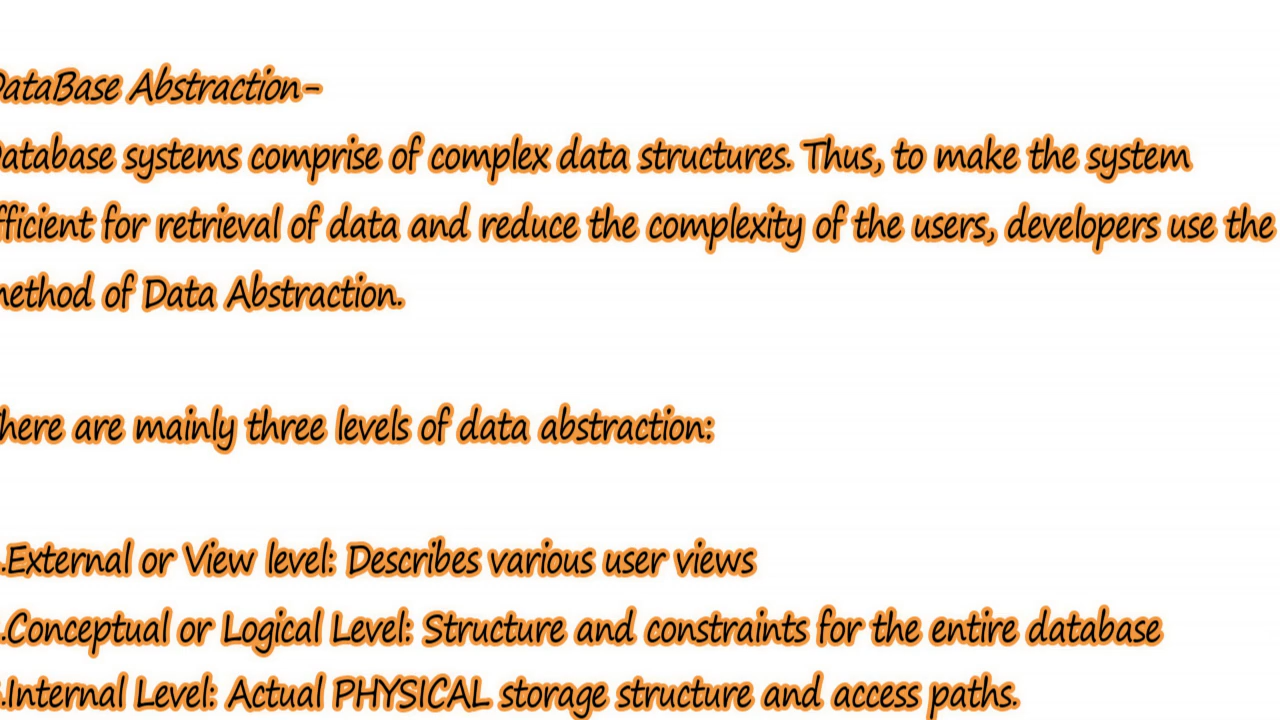 DataBase Abstraction-
Database systems comprise of complex data structures. Thus, to make the system
fficient for retrieval of data and reduce the complexity of the users, developers use the
method of Data Abstraction.
here are mainly three levels of data abstraction:
.External or View level: Describes various user views
.Conceptual or Logical Level: Structure and constraints for the entire database
.Internal Level: Actual PHYSICAL storage structure and access paths.